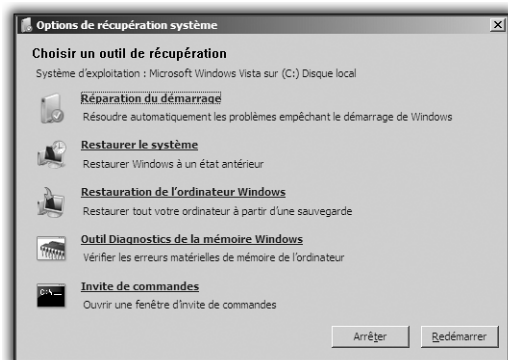 Options de récupération système
Choisir un outil de récupération
Système d'exploitation : Microsoft Windows Vista sur (C:) Disque local
Réparation du démarrage
Résoudre automatiquement les problèmes empêchant le démarrage de Windows
Restaurer le système
Restaurer Windows à un état antérieur
Restauration de l'ordinateur Windows
Restaurer tout votre ordinateur à partir d'une sauvegarde
Outil Diagnostics de la mémoire Windows
Vérifier les erreurs matérielles de mémoire de l'ordinateur
C:\_
Invite de commandes
Ouvrir une fenêtre d'invite de commandes
Arrêter
Redémarrer